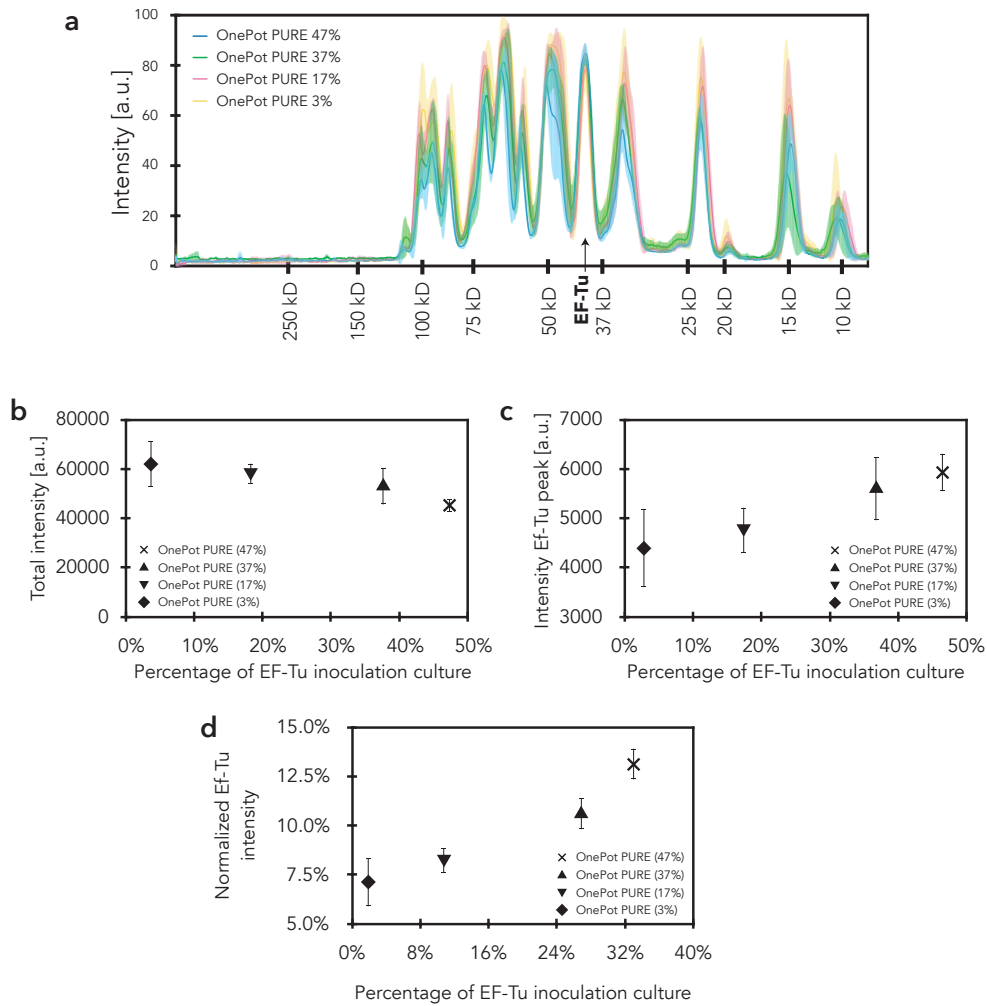 a
Intensity [a.u.]
100
80
60
40
20
0
OnePot PURE 47%
OnePot PURE 37%
OnePot PURE 17%
OnePot PURE 3%
250 kD
150 kD
100 kD
75 kD
50 kD
EF-Tu
37 kD
25 kD
20 kD
15 kD
10 kD
b
Total intensity [a.u.]
80000
60000
40000
20000
0
OnePot PURE (47%)
OnePot PURE (37%)
OnePot PURE (17%)
OnePot PURE (3%)
0% 10% 20% 30% 40% 50%
Percentage of EF-Tu inoculation culture
c
Intensity EF-Tu peak [a.u.]
7000
6000
5000
4000
3000
OnePot PURE (47%)
OnePot PURE (37%)
OnePot PURE (17%)
OnePot PURE (3%)
0% 10% 20% 30% 40% 50%
Percentage of EF-Tu inoculation culture
d
Normalized Ef-Tu
intensity
15.0%
12.5%
10.0%
7.5%
5.0%
OnePot PURE (47%)
OnePot PURE (37%)
OnePot PURE (17%)
OnePot PURE (3%)
0% 8% 16% 24% 32% 40%
Percentage of EF-Tu inoculation culture